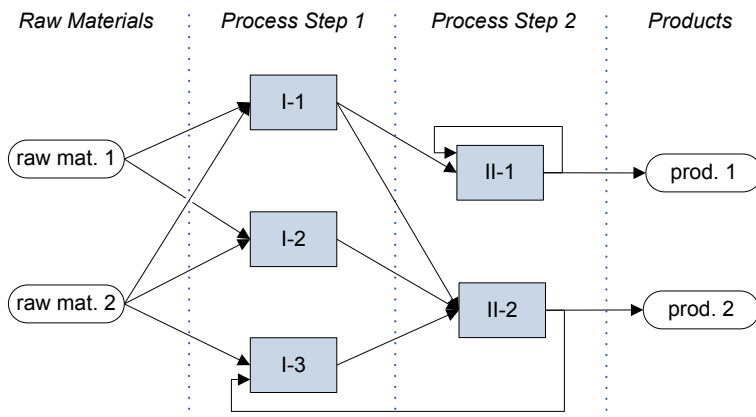 Raw Materials
Process Step 1
Process Step 2
Products
I-1
raw mat. 1
II-1
prod. 1
I-2
raw mat. 2
II-2
prod. 2
I-3